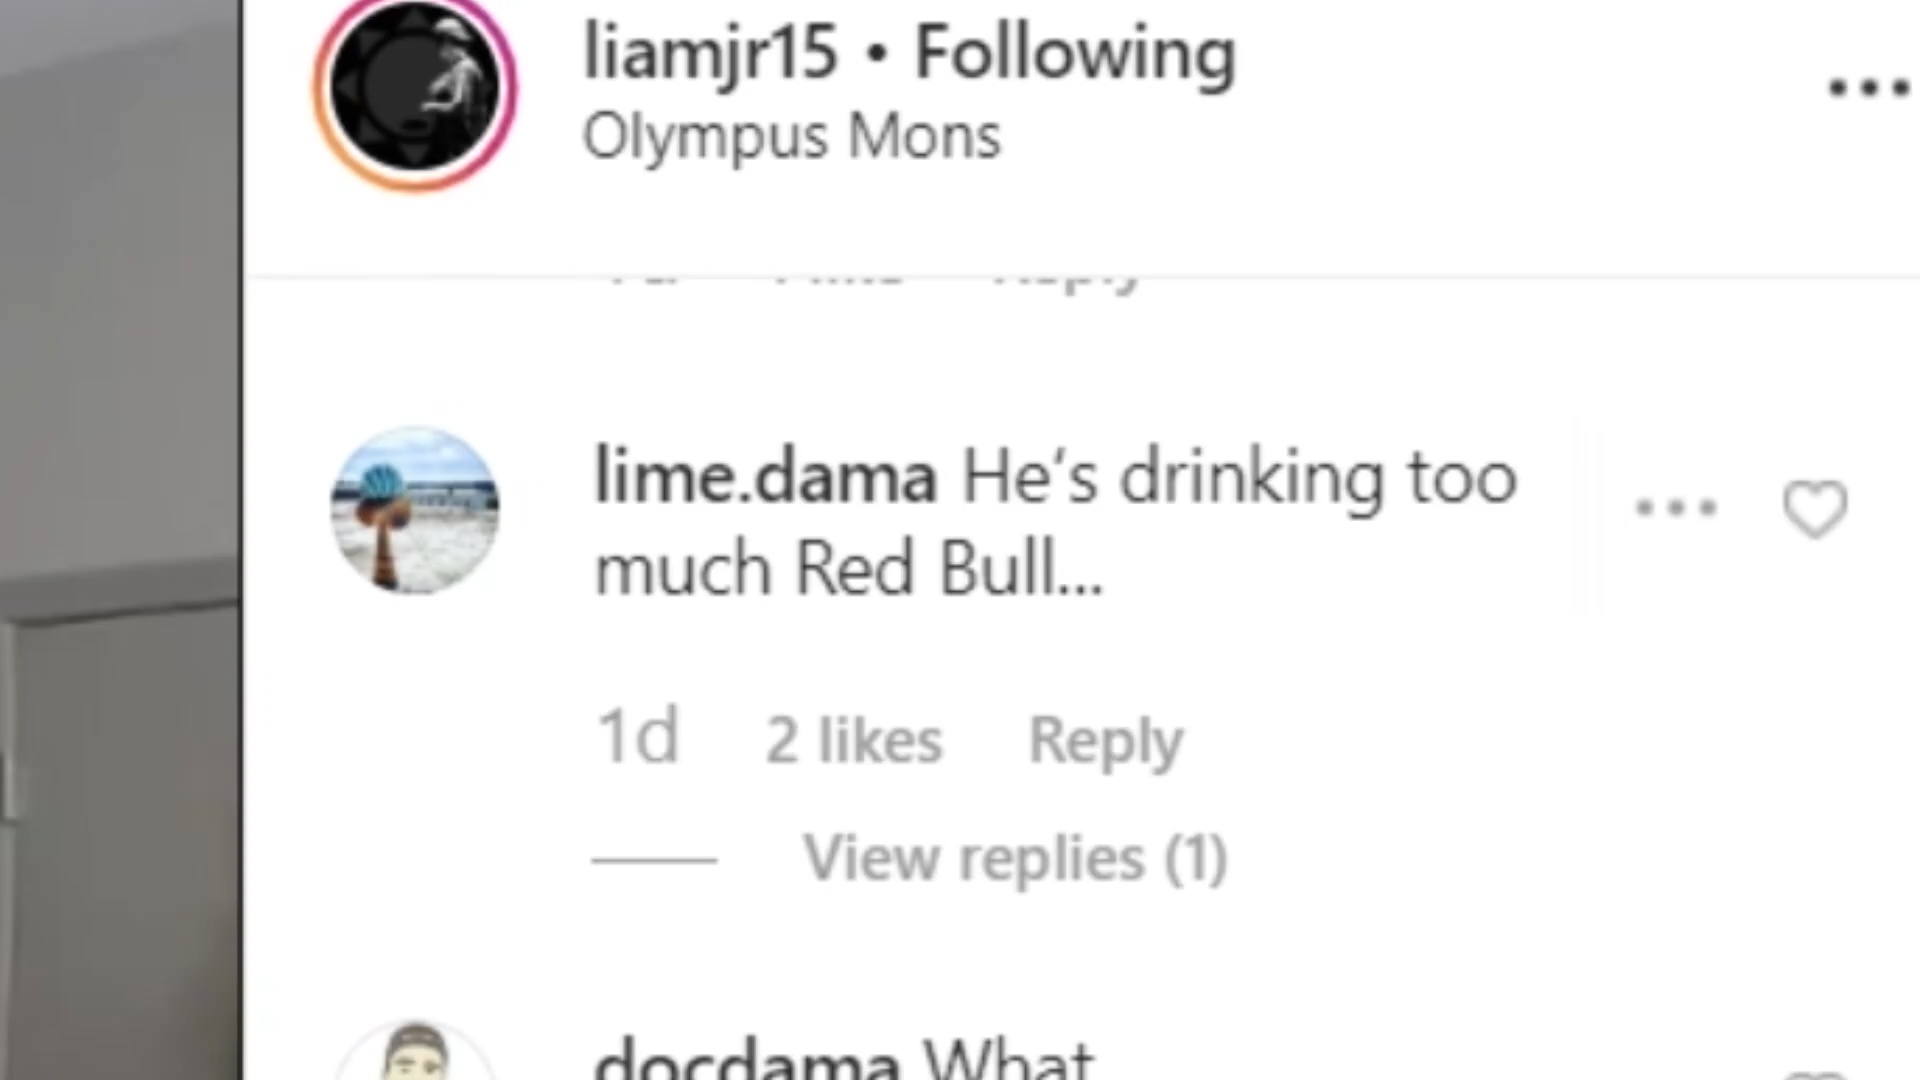 liamjr15 • Following
Olympus Mons
lime.dama He's drinking too
much Red Bull...
1d 2 likes Reply
View replies (1)
docdama What